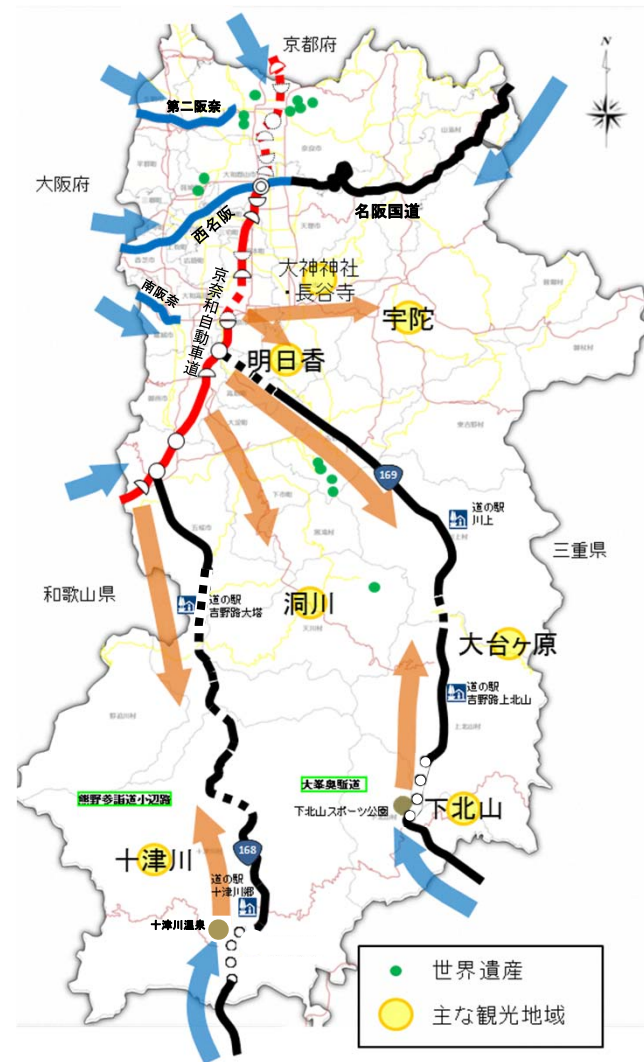 京都府
N
第二阪奈
大阪府
西名阪
名阪国道
南阪奈
京奈和自動車道
大神神社
・長谷寺
宇陀
明日香
169
道の駅
川上
三重県
和歌山県
道の駅
吉野路大塔
洞川
大台ヶ原
道の駅
吉野路上北山
熊野参詣道小辺路
大峯奥駈道
下北山スポーツ公園
下北山
十津川
168
道の駅
十津川郷
十津川温泉
世界遺産
主な観光地域